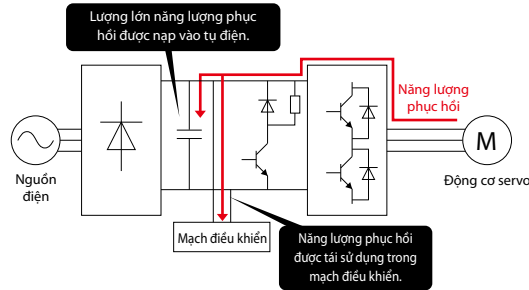 Lượng lớn năng lượng phục
hồi được nạp vào tụ điện.
Năng lượng
phục hồi
M
Nguồn
điện
Động cơ servo
Mạch điều khiển
Năng lượng phục hồi
được tái sử dụng trong
mạch điều khiển.